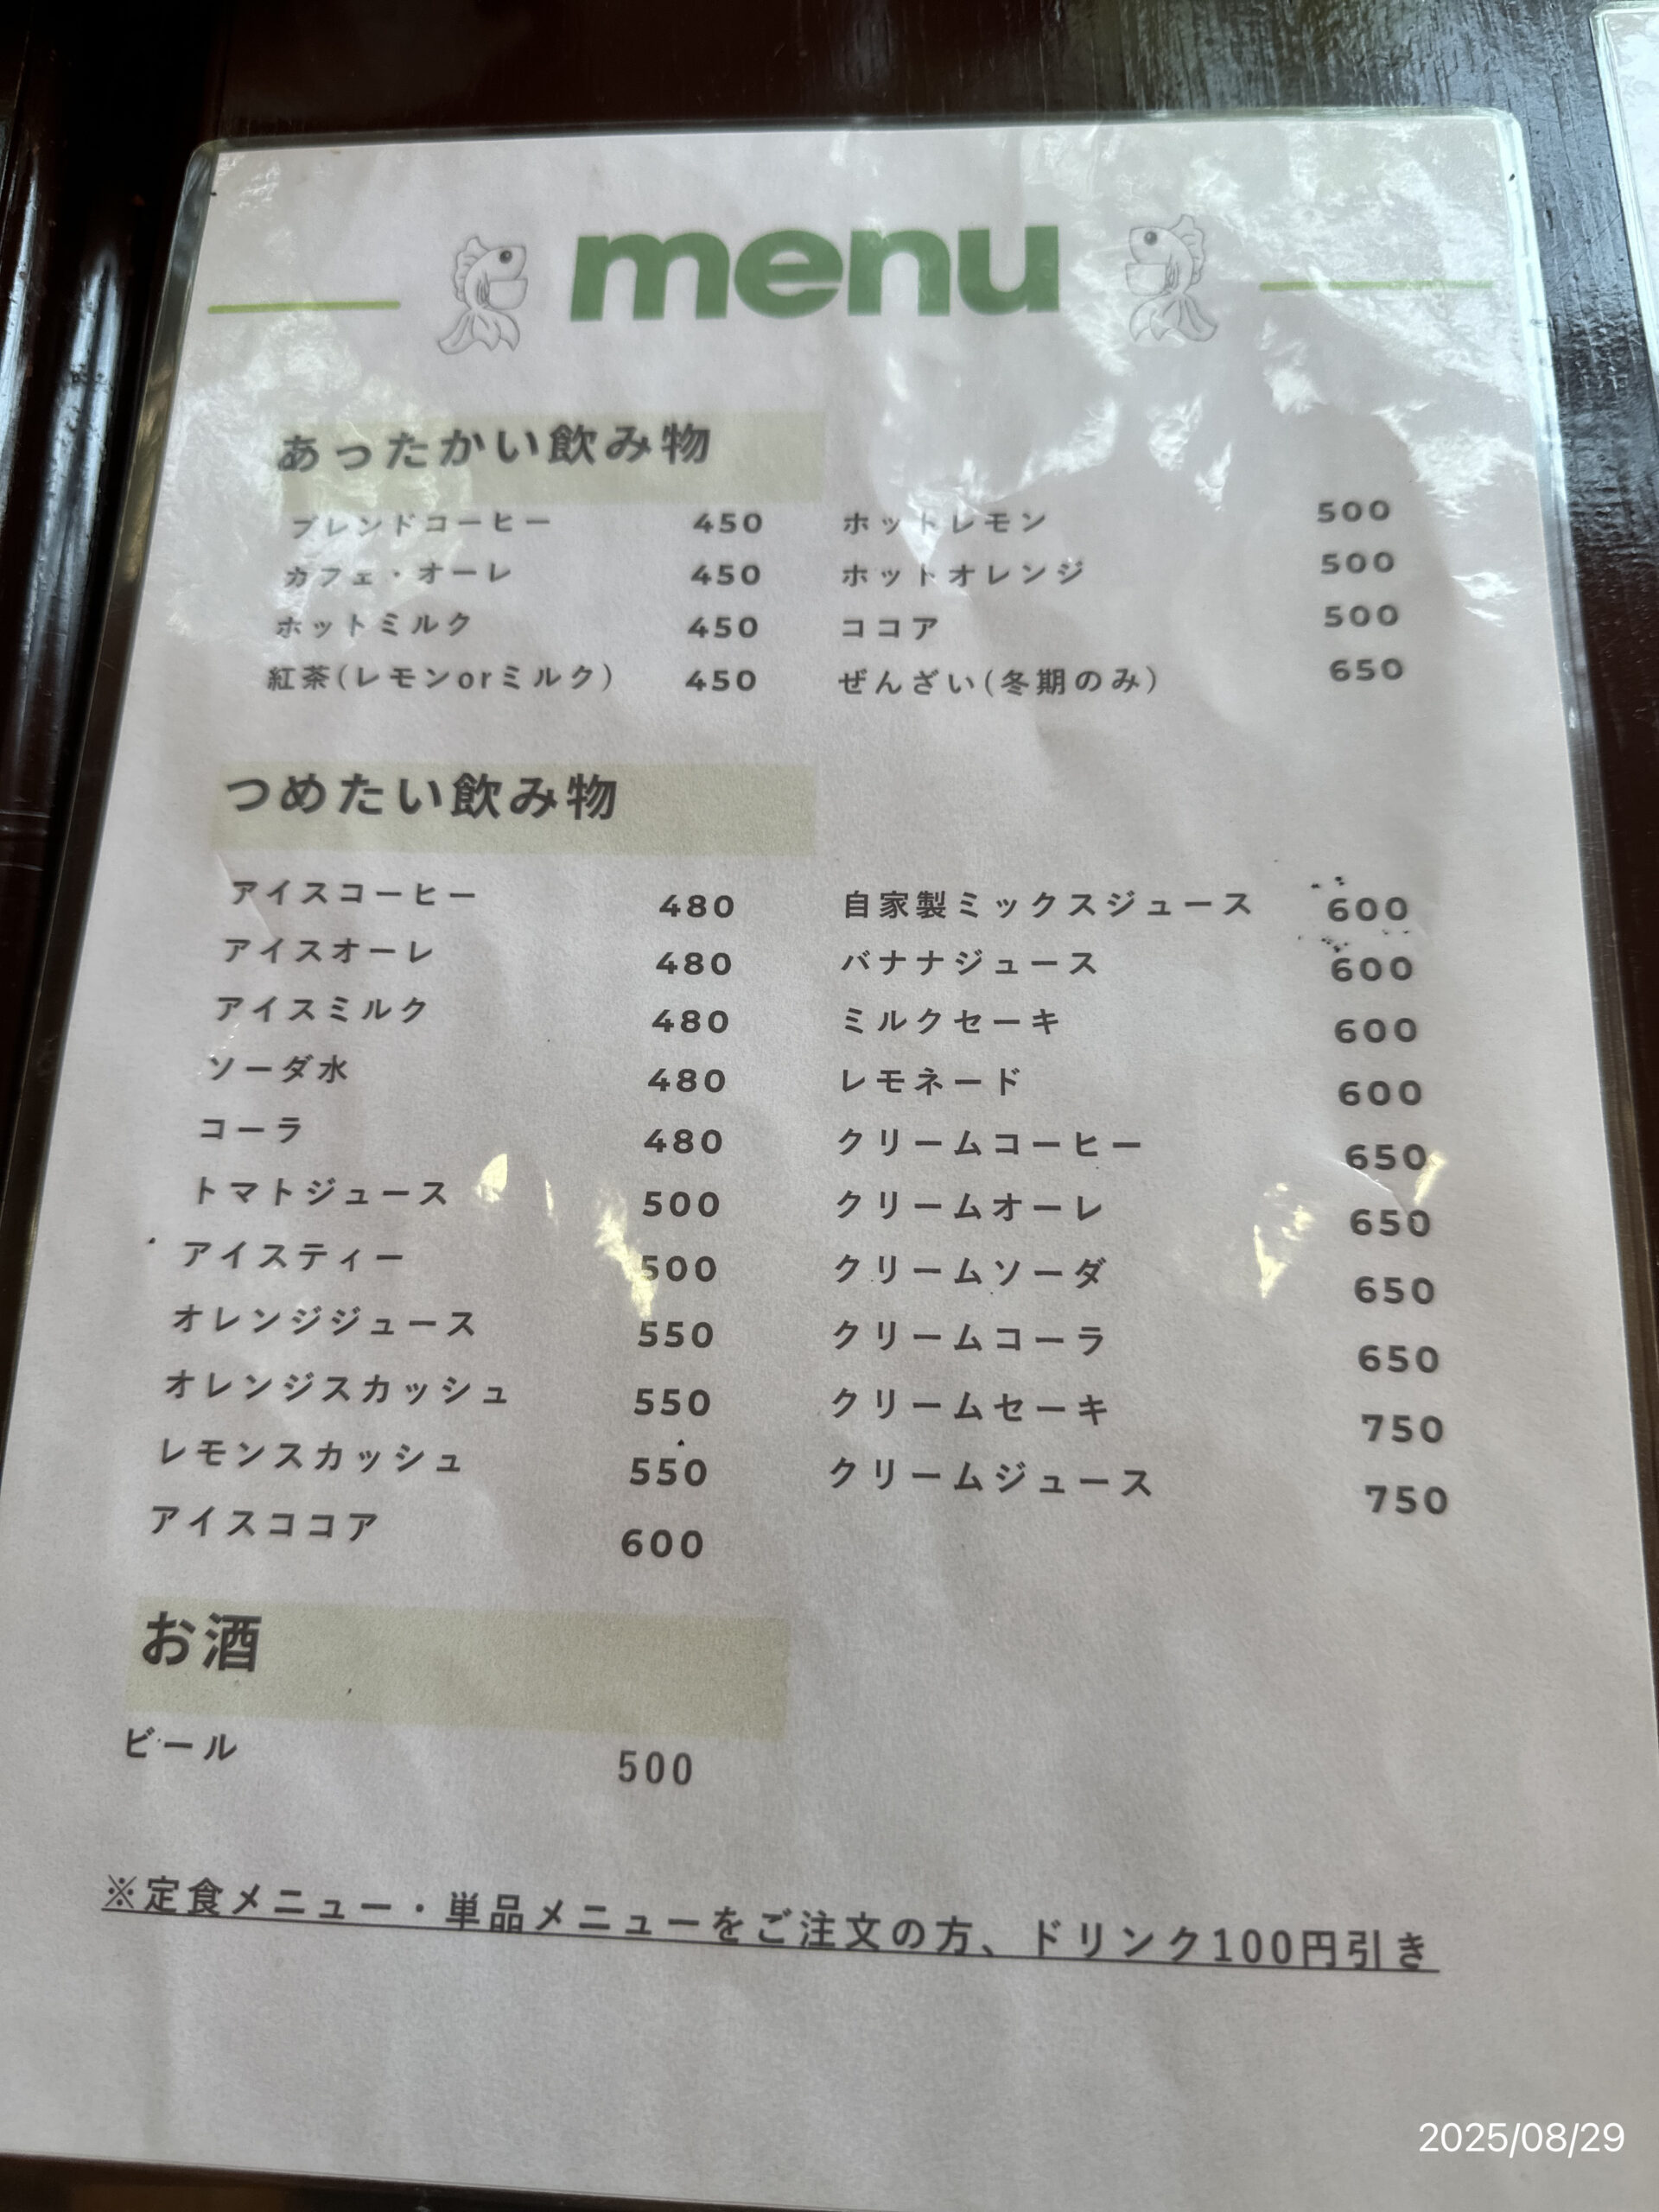 menu
あったかい飲み物
ブレンドコーヒー 450 ホットレモン 500
カフェ・オーレ 450 ホットオレンジ 500
ホットミルク 450 ココア 500
紅茶(レモンorミルク) 450 ぜんざい(冬期のみ) 650
つめたい飲み物
アイスコーヒー 480 自家製ミックスジュース 600
アイスオーレ 480 バナナジュース 600
アイスミルク 480 ミルクセーキ 600
ソーダ水 480 レモネード 600
コーラ 480 クリームコーヒー 650
トマトジュース 500 クリームオーレ 650
アイスティー 500 クリームソーダ 650
オレンジジュース 550 クリームコーラ 650
オレンジスカッシュ 550 クリームセーキ 750
レモンスカッシュ 550 クリームジュース 750
アイスココア 600
お酒
ビール 500
※定食メニュー・単品メニューをご注文の方、ドリンク100円引き
2025/08/29